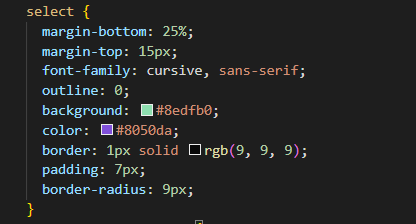 select {
margin-bottom: 25%;
margin-top: 15px;
font-family: cursive, sans-serif;
outline: 0;
background: #8edfb0;
color: #8050da;
border: 1px solid rgb(9, 9, 9);
padding: 7px;
border-radius: 9px;
}